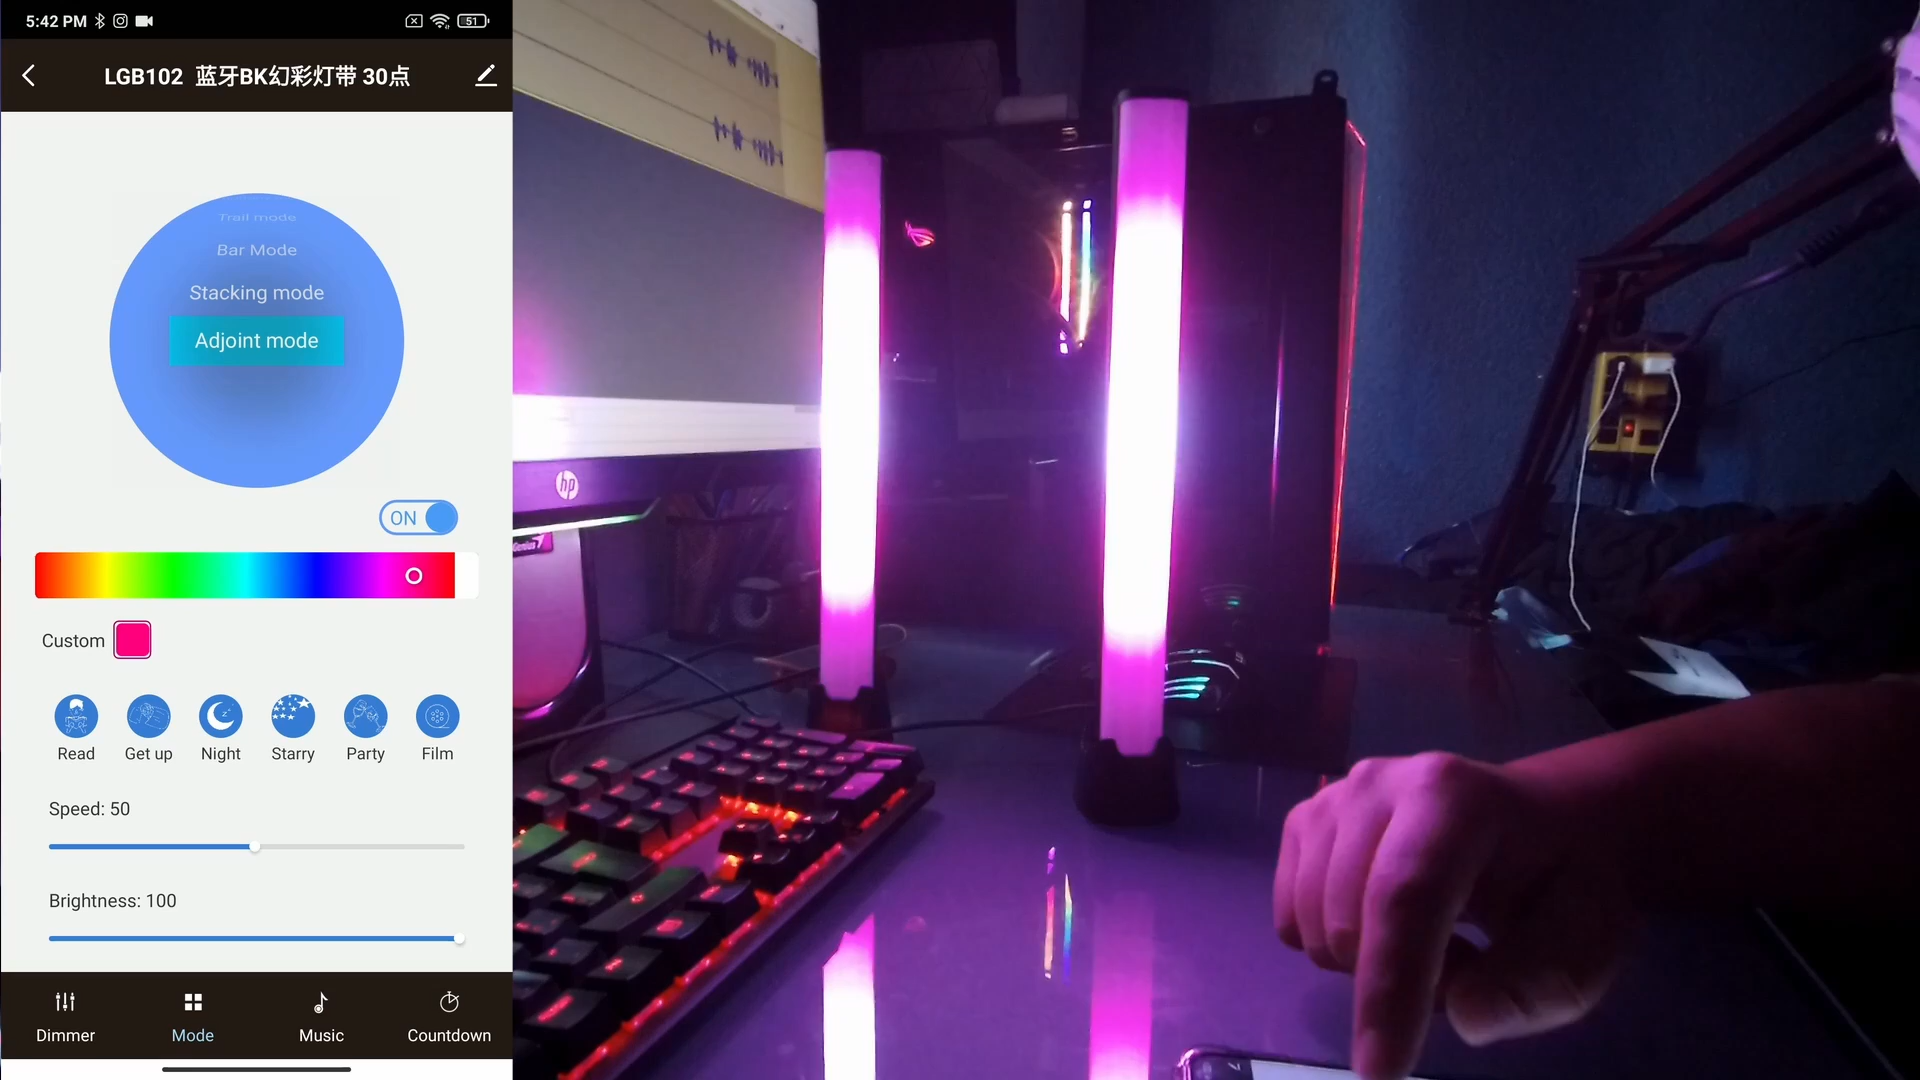 5:42 PM
51
LGB102 蓝牙BK幻彩灯带 30点
Trail mode
Bar Mode
Stacking mode
Adjoint mode
ON
Custom
Read
Get up
Night
Starry
Party
Film
Speed: 50
Brightness: 100
Dimmer
Mode
Music
Countdown
hp
Genius